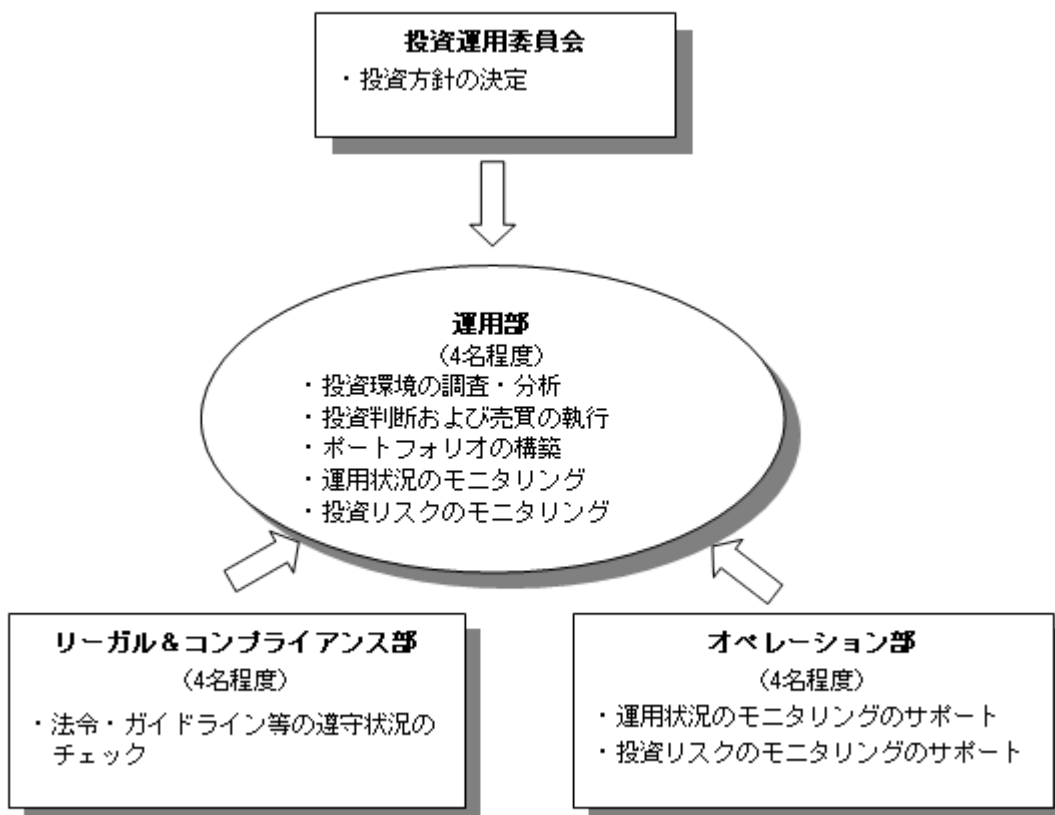 投資運用委員会
・投資方針の決定
運用部
(4名程度)
・投資環境の調査・分析
・投資判断および売買の執行
・ポートフォリオの構築
・運用状況のモニタリング
・投資リスクのモニタリング
リーガル&コンプライアンス部
(4名程度)
・法令・ガイドライン等の遵守状況の
チェック
オペレーション部
(4名程度)
・運用状況のモニタリングのサポート
・投資リスクのモニタリングのサポート